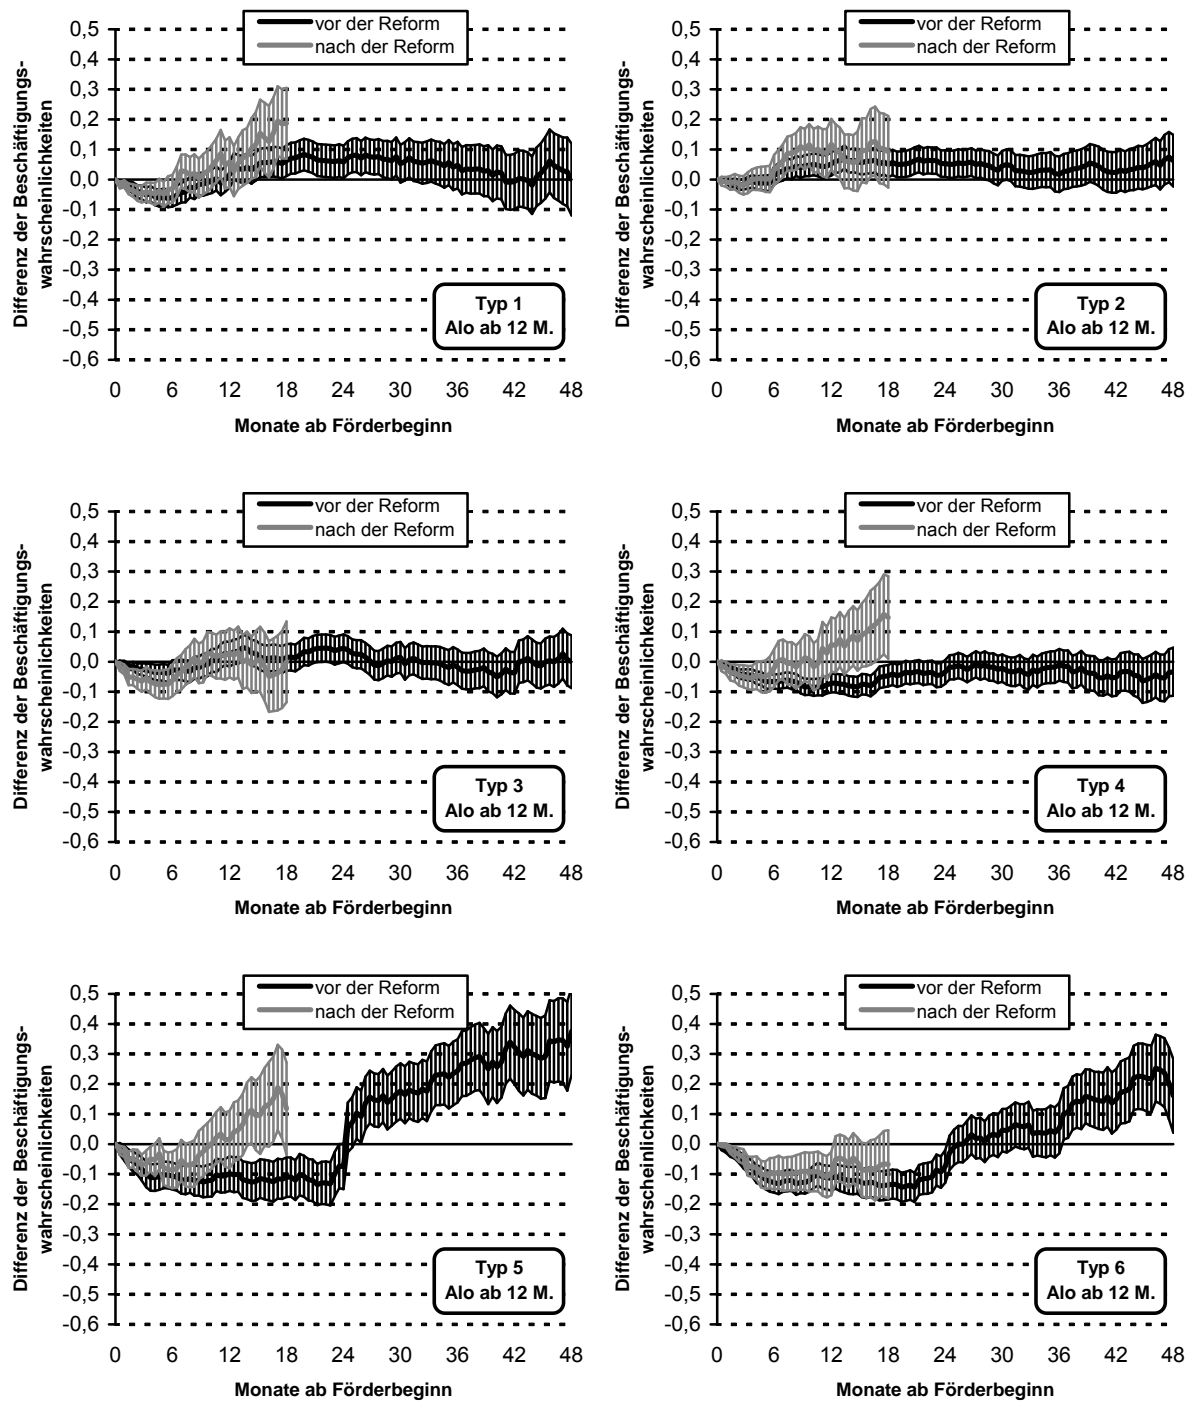 vor der Reform
nach der Reform
Differenz der Beschäftigungs-
wahrscheinlichkeiten
0,5
0,4
0,3
0,2
0,1
0,0
-0,1
-0,2
-0,3
-0,4
-0,5
-0,6
Typ 1
Alo ab 12 M.
0 6 12 18 24 30 36 42 48
Monate ab Förderbeginn
vor der Reform
nach der Reform
Differenz der Beschäftigungs-
wahrscheinlichkeiten
0,5
0,4
0,3
0,2
0,1
0,0
-0,1
-0,2
-0,3
-0,4
-0,5
-0,6
Typ 2
Alo ab 12 M.
0 6 12 18 24 30 36 42 48
Monate ab Förderbeginn
vor der Reform
nach der Reform
Differenz der Beschäftigungs-
wahrscheinlichkeiten
0,5
0,4
0,3
0,2
0,1
0,0
-0,1
-0,2
-0,3
-0,4
-0,5
-0,6
Typ 3
Alo ab 12 M.
0 6 12 18 24 30 36 42 48
Monate ab Förderbeginn
vor der Reform
nach der Reform
Differenz der Beschäftigungs-
wahrscheinlichkeiten
0,5
0,4
0,3
0,2
0,1
0,0
-0,1
-0,2
-0,3
-0,4
-0,5
-0,6
Typ 4
Alo ab 12 M.
0 6 12 18 24 30 36 42 48
Monate ab Förderbeginn
vor der Reform
nach der Reform
Differenz der Beschäftigungs-
wahrscheinlichkeiten
0,5
0,4
0,3
0,2
0,1
0,0
-0,1
-0,2
-0,3
-0,4
-0,5
-0,6
Typ 5
Alo ab 12 M.
0 6 12 18 24 30 36 42 48
Monate ab Förderbeginn
vor der Reform
nach der Reform
Differenz der Beschäftigungs-
wahrscheinlichkeiten
0,5
0,4
0,3
0,2
0,1
0,0
-0,1
-0,2
-0,3
-0,4
-0,5
-0,6
Typ 6
Alo ab 12 M.
0 6 12 18 24 30 36 42 48
Monate ab Förderbeginn